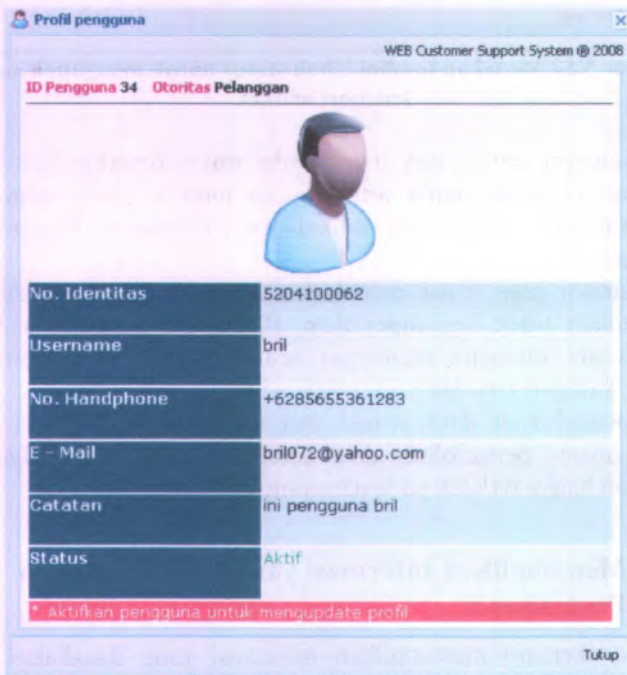 Profil pengguna
WEB Customer Support System @ 2008
ID Pengguna 34 Otoritas Pelanggan
No. Identitas 5204100062
Username bril
No. Handphone +6285655361283
E - Mail bril072@yahoo.com
Catatan ini pengguna bril
Status Aktif
* Aktifkan pengguna untuk mengupdate profil
Tutup